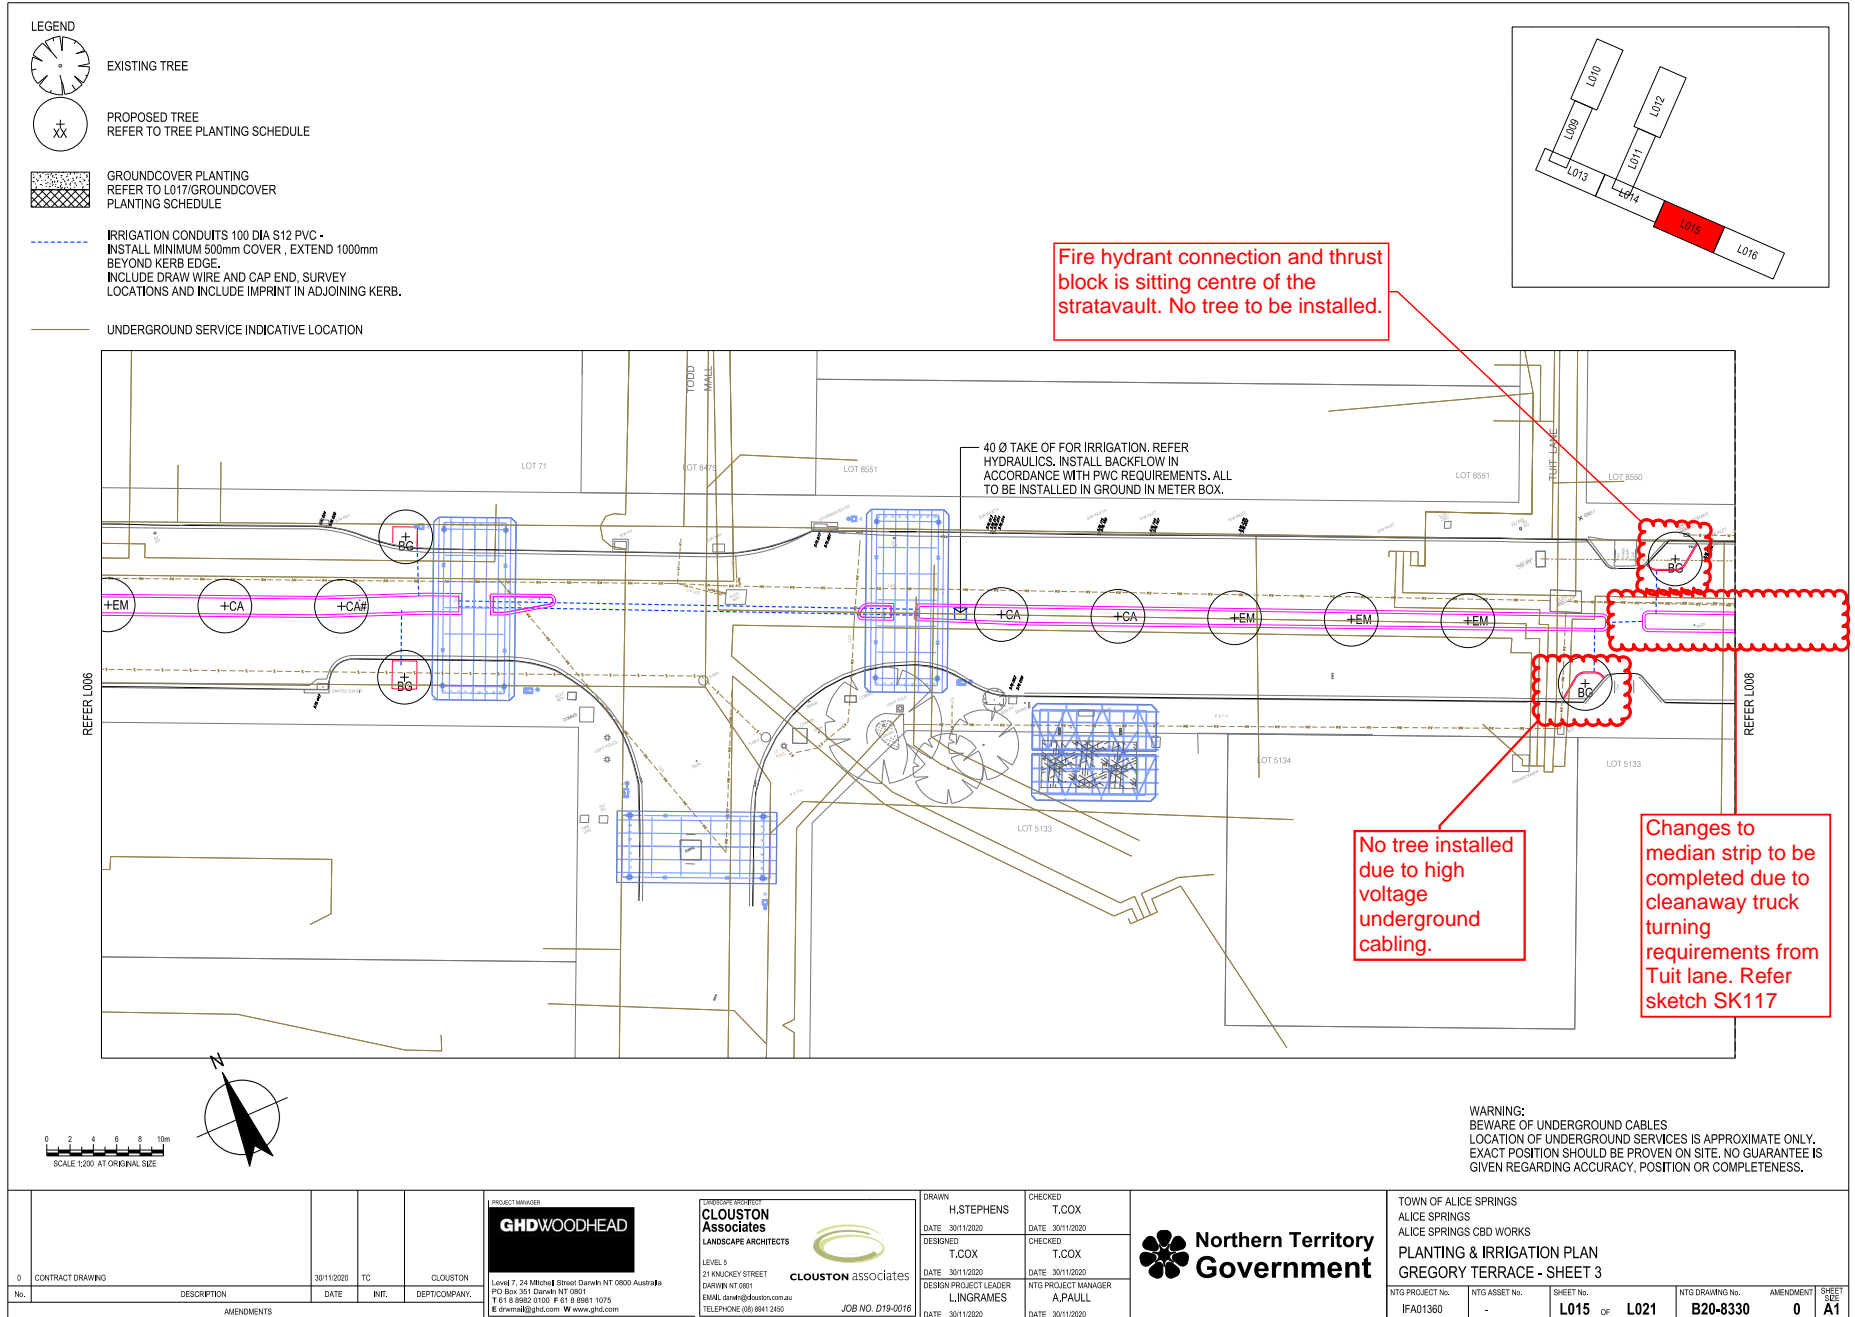 LEGEND
EXISTING TREE
XX
PROPOSED TREE
REFER TO TREE PLANTING SCHEDULE
GROUNDCOVER PLANTING
REFER TO L017/GROUNDCOVER
PLANTING SCHEDULE
IRRIGATION CONDUITS 100 DIA S12 PVC -
INSTALL MINIMUM 500mm COVER , EXTEND 1000mm
BEYOND KERB EDGE.
INCLUDE DRAW WIRE AND CAP END, SURVEY
LOCATIONS AND INCLUDE IMPRINT IN ADJOINING KERB.
UNDERGROUND SERVICE INDICATIVE LOCATION
L010
L012
L009
L011
L013
L014
L015
L016
Fire hydrant connection and thrust
block is sitting centre of the
stratavault. No tree to be installed.
TODD
MALL
TUIT LANE
40 Ø TAKE OF FOR IRRIGATION. REFER
HYDRAULICS. INSTALL BACKFLOW IN
ACCORDANCE WITH PWC REQUIREMENTS. ALL
TO BE INSTALLED IN GROUND IN METER BOX.
LOT 71
LOT 8475
LOT 8551
LOT 8551
LOT 8550
BG
BG
EM
CA
CA#
CA
CA
EM
EM
EM
BG
BG
REFER L006
REFER L008
PATH
PATH
LOT 5134
LOT 5133
LOT 5133
No tree installed
due to high
voltage
underground
cabling.
Changes to
median strip to be
completed due to
cleanaway truck
turning
requirements from
Tuit lane. Refer
sketch SK117
N
0 2 4 6 8 10m
SCALE 1:200 AT ORIGINAL SIZE
WARNING:
BEWARE OF UNDERGROUND CABLES
LOCATION OF UNDERGROUND SERVICES IS APPROXIMATE ONLY.
EXACT POSITION SHOULD BE PROVEN ON SITE. NO GUARANTEE IS
GIVEN REGARDING ACCURACY, POSITION OR COMPLETENESS.
0 CONTRACT DRAWING 30/11/2020 TC CLOUSTON
No. DESCRIPTION DATE INIT. DEPT/COMPANY.
AMENDMENTS
PROJECT MANAGER
GHDWOODHEAD
Level 7, 24 Mitchell Street Darwin NT 0800 Australia
PO Box 351 Darwin NT 0801
T 61 8 8982 0100 F 61 8 8981 1075
E drwmail@ghd.com W www.ghd.com
LANDSCAPE ARCHITECT
CLOUSTON
Associates
LANDSCAPE ARCHITECTS
LEVEL 5
21 KNUCKEY STREET
DARWIN NT 0801
EMAIL darwin@clouston.com.au
TELEPHONE (08) 8941 2450
CLOUSTON associates
JOB NO. D19-0016
DRAWN
H.STEPHENS
DATE 30/11/2020
CHECKED
T.COX
DATE 30/11/2020
DESIGNED
T.COX
DATE 30/11/2020
CHECKED
T.COX
DATE 30/11/2020
DESIGN PROJECT LEADER
L.INGRAMES
DATE 30/11/2020
NTG PROJECT MANAGER
A.PAULL
DATE 30/11/2020
Northern Territory
Government
TOWN OF ALICE SPRINGS
ALICE SPRINGS
ALICE SPRINGS CBD WORKS
PLANTING & IRRIGATION PLAN
GREGORY TERRACE - SHEET 3
NTG PROJECT No.
IFA01360
NTG ASSET No.
-
SHEET No.
L015 OF L021
NTG DRAWING No.
B20-8330
AMENDMENT
0
SHEET SIZE
A1